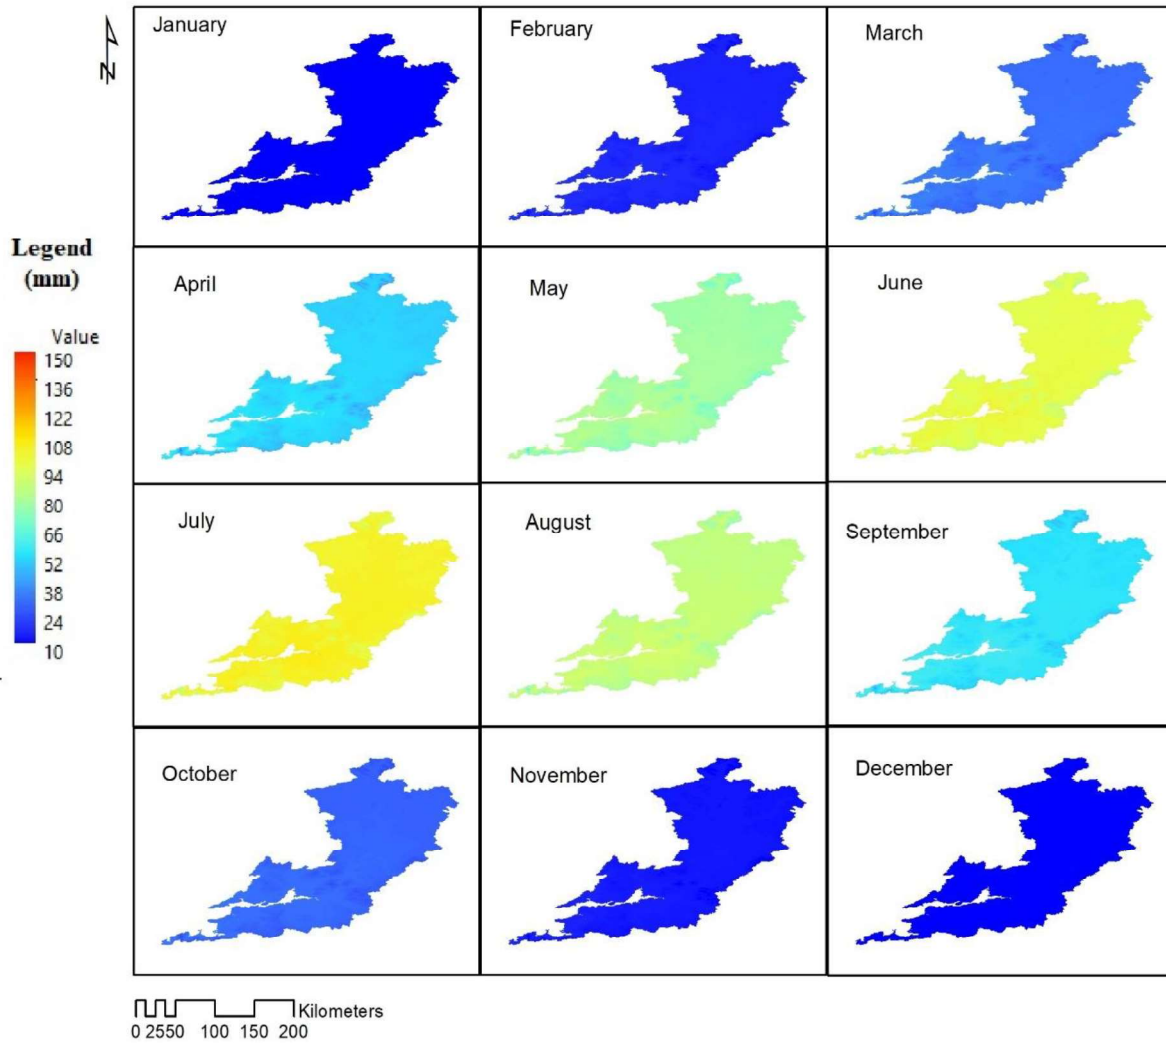 January
February
March
N
Legend
(mm)
April
May
June
Value
150
136
122
108
94
80
66
52
38
24
10
July
August
September
October
November
December
Kilometers
0 2550 100 150 200